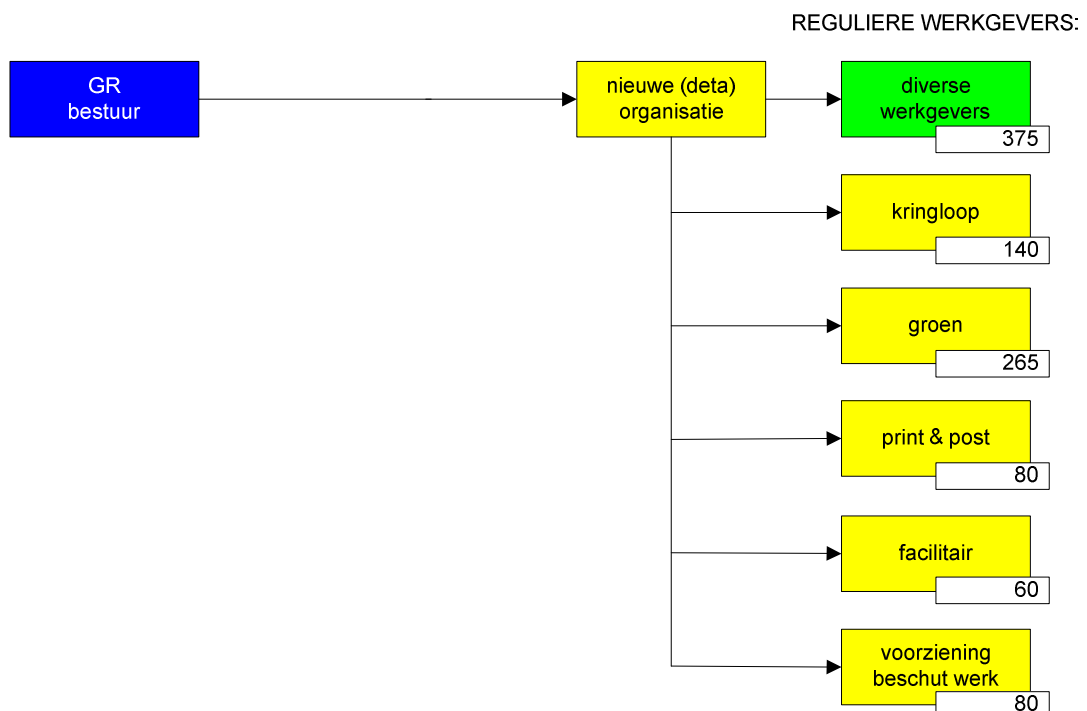 REGULIERE WERKGEVERS:
GR
bestuur
nieuwe (deta)
organisatie
diverse
werkgevers
375
kringloop
140
groen
265
print & post
80
facilitair
60
voorziening
beschut werk
80